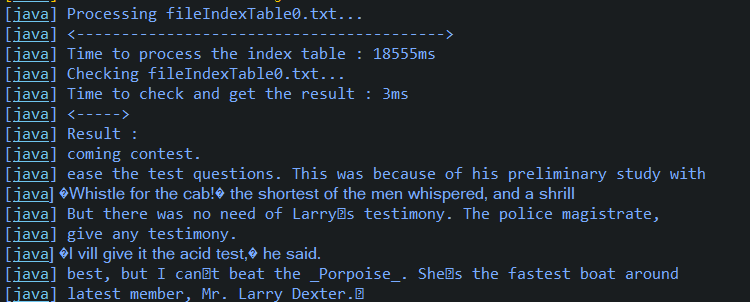 [java] Processing fileIndexTable0.txt...
[java] <---------------------------------------->
[java] Time to process the index table : 18555ms
[java] Checking fileIndexTable0.txt...
[java] Time to check and get the result : 3ms
[java] <----->
[java] Result :
[java] coming contest.
[java] ease the test questions. This was because of his preliminary study with
[java] �Whistle for the cab!� the shortest of the men whispered, and a shrill
[java] But there was no need of Larry▯s testimony. The police magistrate,
[java] give any testimony.
[java] �I vill give it the acid test,� he said.
[java] best, but I can▯t beat the _Porpoise_. She▯s the fastest boat around
[java] latest member, Mr. Larry Dexter.▯